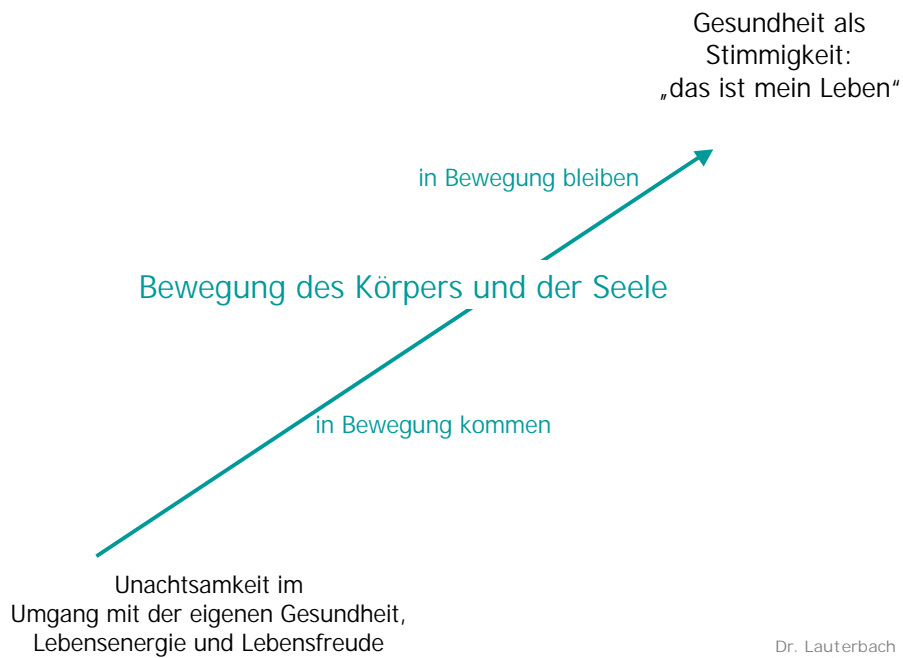 Gesundheit als
Stimmigkeit:
„das ist mein Leben“
in Bewegung bleiben
Bewegung des Körpers und der Seele
in Bewegung kommen
Unachtsamkeit im
Umgang mit der eigenen Gesundheit,
Lebensenergie und Lebensfreude
Dr. Lauterbach